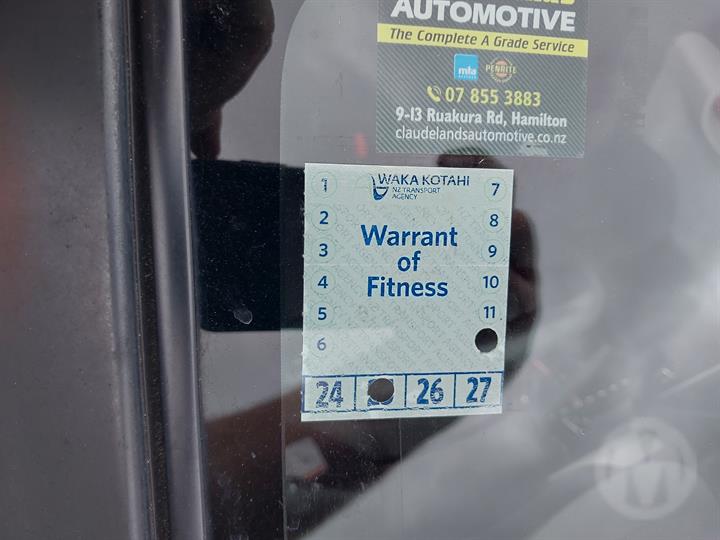 AUTOMOTIVE
The Complete A Grade Service
mta
PENRITE
07 855 3883
9-13 Ruakura Rd, Hamilton
claudelandsautomotive.co.nz
WAKA KOTAHI
NZ TRANSPORT
AGENCY
1
2
3
4
5
6
7
8
9
10
11
Warrant
of
Fitness
24 26 27